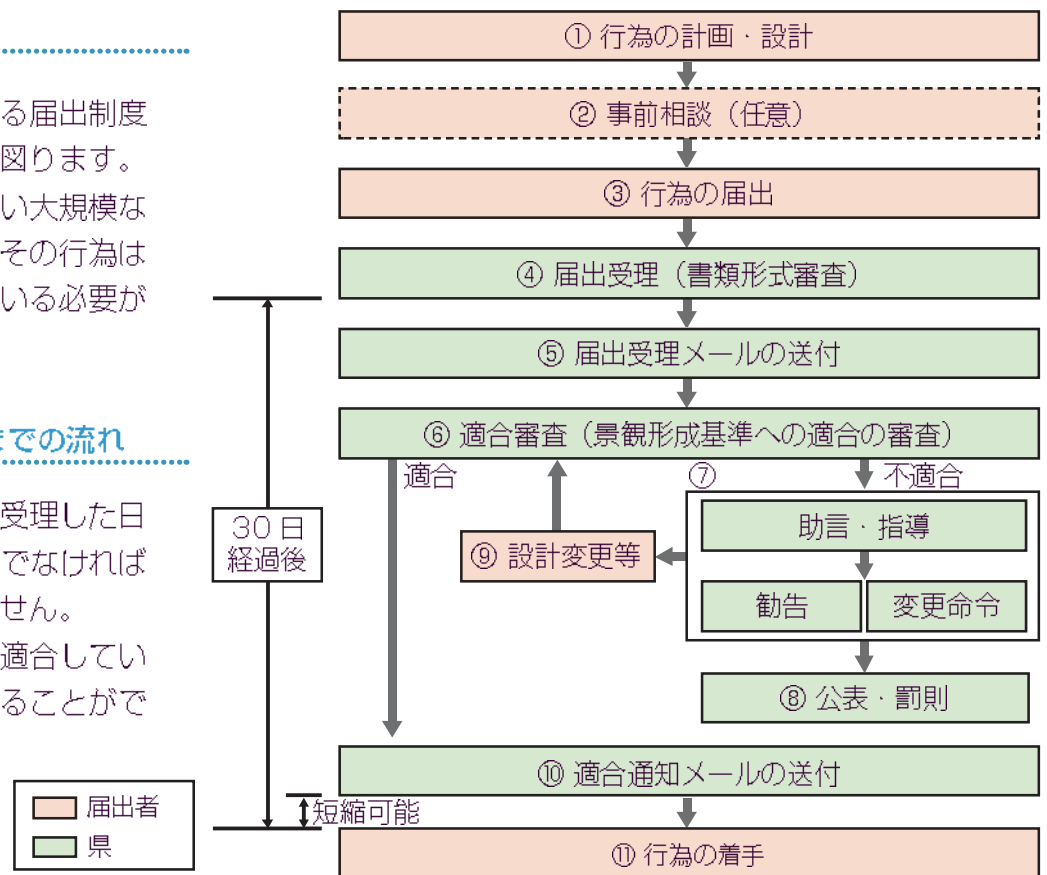 る届出制度
図ります。
い大規模な
その行為は
いる必要が
までの流れ
受理した日
でなければ
せん。
適合してい
ることがで
① 行為の計画・設計
② 事前相談（任意）
③ 行為の届出
④ 届出受理（書類形式審査）
⑤ 届出受理メールの送付
⑥ 適合審査（景観形成基準への適合の審査）
適合
⑦
不適合
助言・指導
勧告
変更命令
⑧ 公表・罰則
⑨ 設計変更等
30日
経過後
⑩ 適合通知メールの送付
短縮可能
⑪ 行為の着手
届出者
県